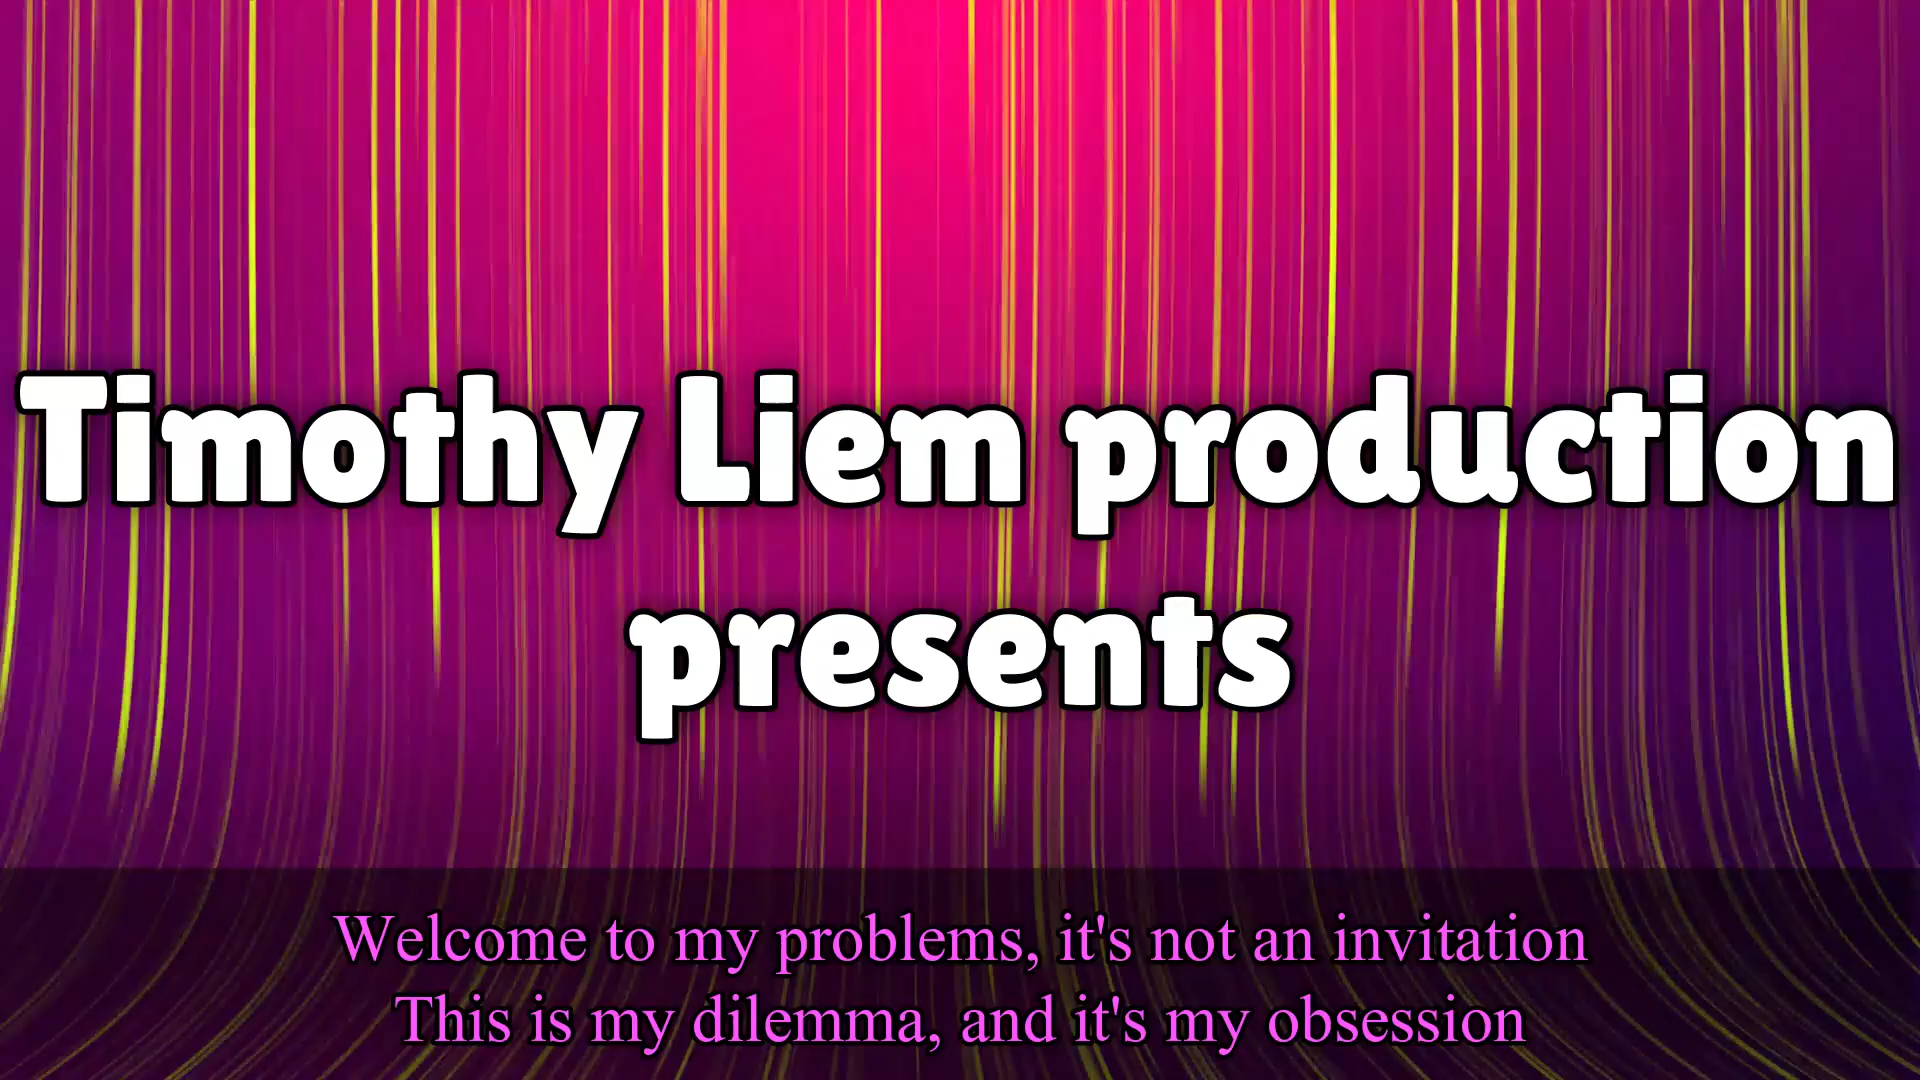 Timothy Liem production
presents
Welcome to my problems, it's not an invitation
This is my dilemma, and it's my obsession